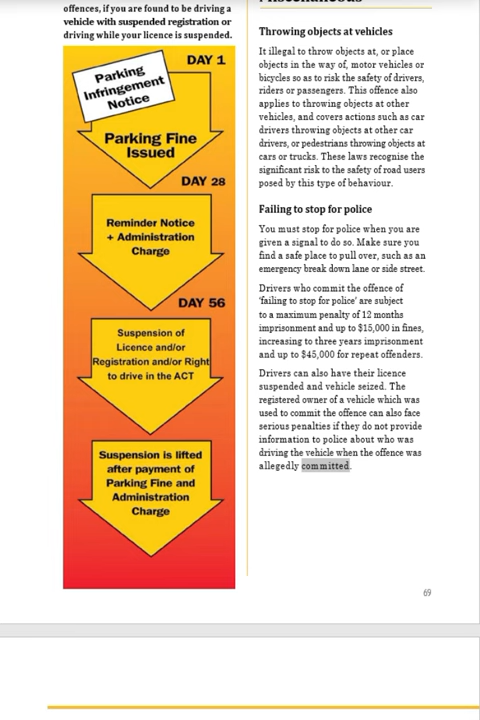 offences, if you are found to be driving a
vehicle with suspended registration or
driving while your licence is suspended.
DAY 1
Parking
Infringement
Notice
Parking Fine
Issued
DAY 28
Reminder Notice
+ Administration
Charge
DAY 56
Suspension of
Licence and/or
Registration and/or Right
to drive in the ACT
Suspension is lifted
after payment of
Parking Fine and
Administration
Charge
Throwing objects at vehicles
It illegal to throw objects at, or place
objects in the way of, motor vehicles or
bicycles so as to risk the safety of drivers,
riders or passengers. This offence also
applies to throwing objects at other
vehicles, and covers actions such as car
drivers throwing objects at other car
drivers, or pedestrians throwing objects at
cars or trucks. These laws recognise the
significant risk to the safety of road users
posed by this type of behaviour.
Failing to stop for police
You must stop for police when you are
given a signal to do so. Make sure you
find a safe place to pull over, such as an
emergency break down lane or side street.
Drivers who commit the offence of
'failing to stop for police' are subject
to a maximum penalty of 12 months
imprisonment and up to $15,000 in fines,
increasing to three years imprisonment
and up to $45,000 for repeat offenders.
Drivers can also have their licence
suspended and vehicle seized. The
registered owner of a vehicle which was
used to commit the offence can also face
serious penalties if they do not provide
information to police about who was
driving the vehicle when the offence was
allegedly committed.
69